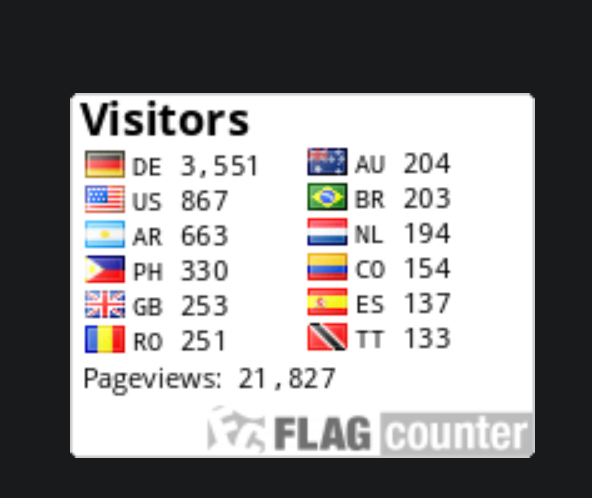 Visitors
DE 3,551 AU 204
US 867 BR 203
AR 663 NL 194
PH 330 CO 154
GB 253 ES 137
RO 251 TT 133
Pageviews: 21,827
FLAG counter